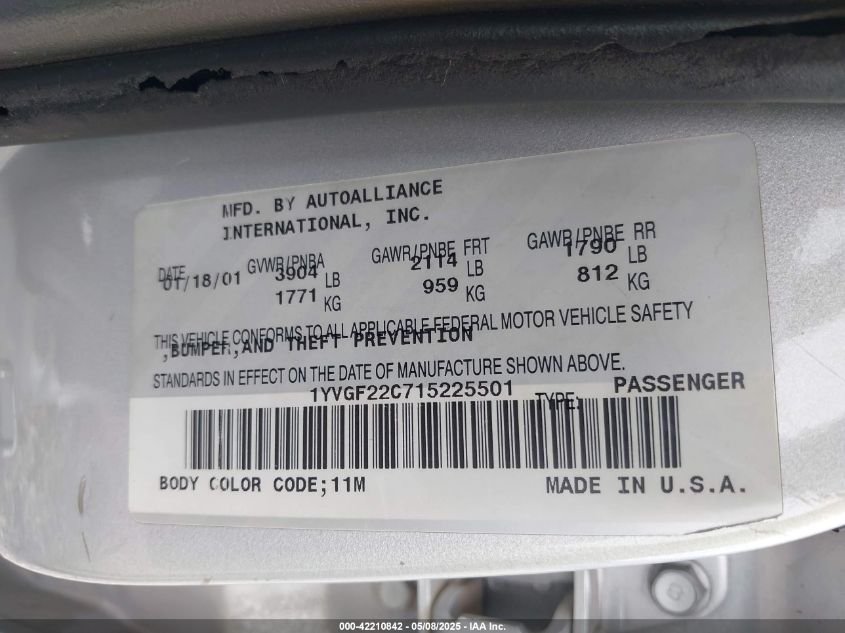 MFD. BY AUTOALLIANCE
INTERNATIONAL, INC.
DATE GVWR/PNBA GAWR/PNBE FRT GAWR/PNBE RR
01/18/01 3904 LB 2114 LB 1790 LB
1771 KG 959 KG 812 KG
THIS VEHICLE CONFORMS TO ALL APPLICABLE FEDERAL MOTOR VEHICLE SAFETY
,BUMPER,AND THEFT PREVENTION
STANDARDS IN EFFECT ON THE DATE OF MANUFACTURE SHOWN ABOVE.
1YVGF22C715225501 TYPE: PASSENGER
BODY COLOR CODE;11M MADE IN U.S.A.
000-42210842 - 05/08/2025 - IAA Inc.